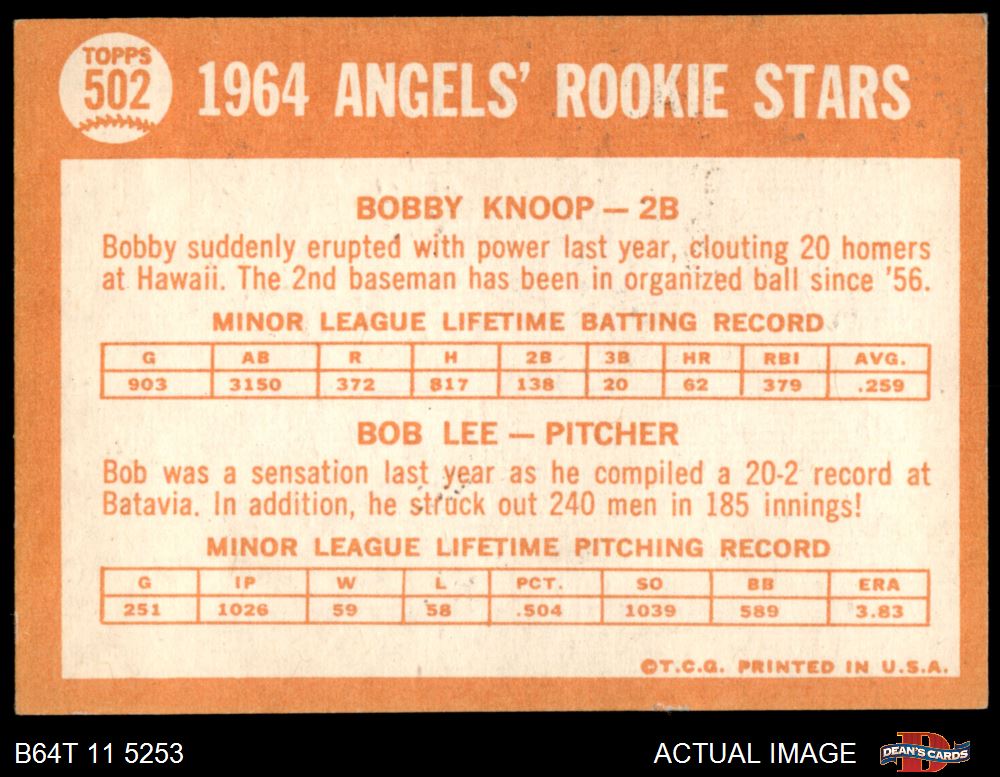 TOPPS
502
1964 ANGELS' ROOKIE STARS
BOBBY KNOOP — 2B
Bobby suddenly erupted with power last year, clouting 20 homers
at Hawaii. The 2nd baseman has been in organized ball since '56.
MINOR LEAGUE LIFETIME BATTING RECORD
G AB R H 2B 3B HR RBI AVG.
903 3150 372 817 138 20 62 379 .259
BOB LEE — PITCHER
Bob was a sensation last year as he compiled a 20-2 record at
Batavia. In addition, he struck out 240 men in 185 innings!
MINOR LEAGUE LIFETIME PITCHING RECORD
G IP W L PCT. SO BB ERA
251 1026 59 58 .504 1039 589 3.83
©T.C.G. PRINTED IN U.S.A.
B64T 11 5253
ACTUAL IMAGE
D
DEAN'S CARDS